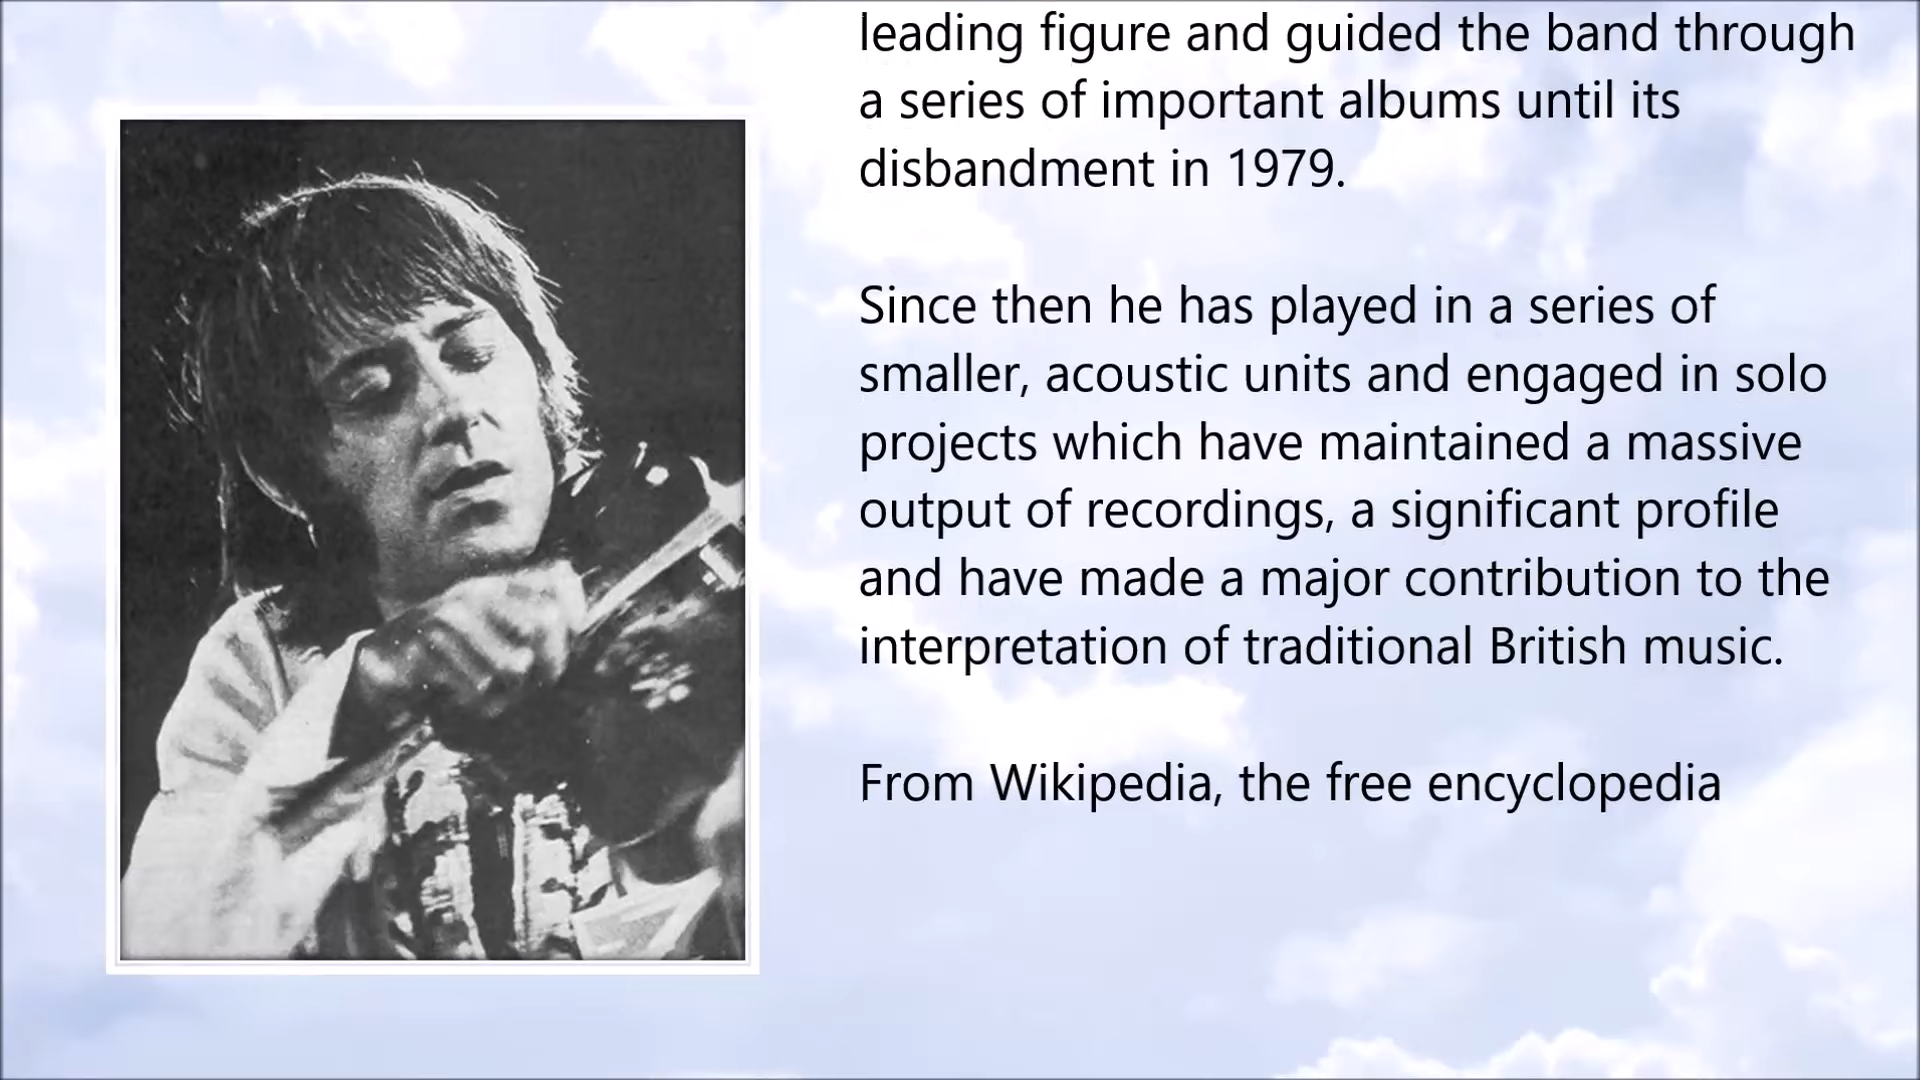 leading figure and guided the band through
a series of important albums until its
disbandment in 1979.
Since then he has played in a series of
smaller, acoustic units and engaged in solo
projects which have maintained a massive
output of recordings, a significant profile
and have made a major contribution to the
interpretation of traditional British music.
From Wikipedia, the free encyclopedia